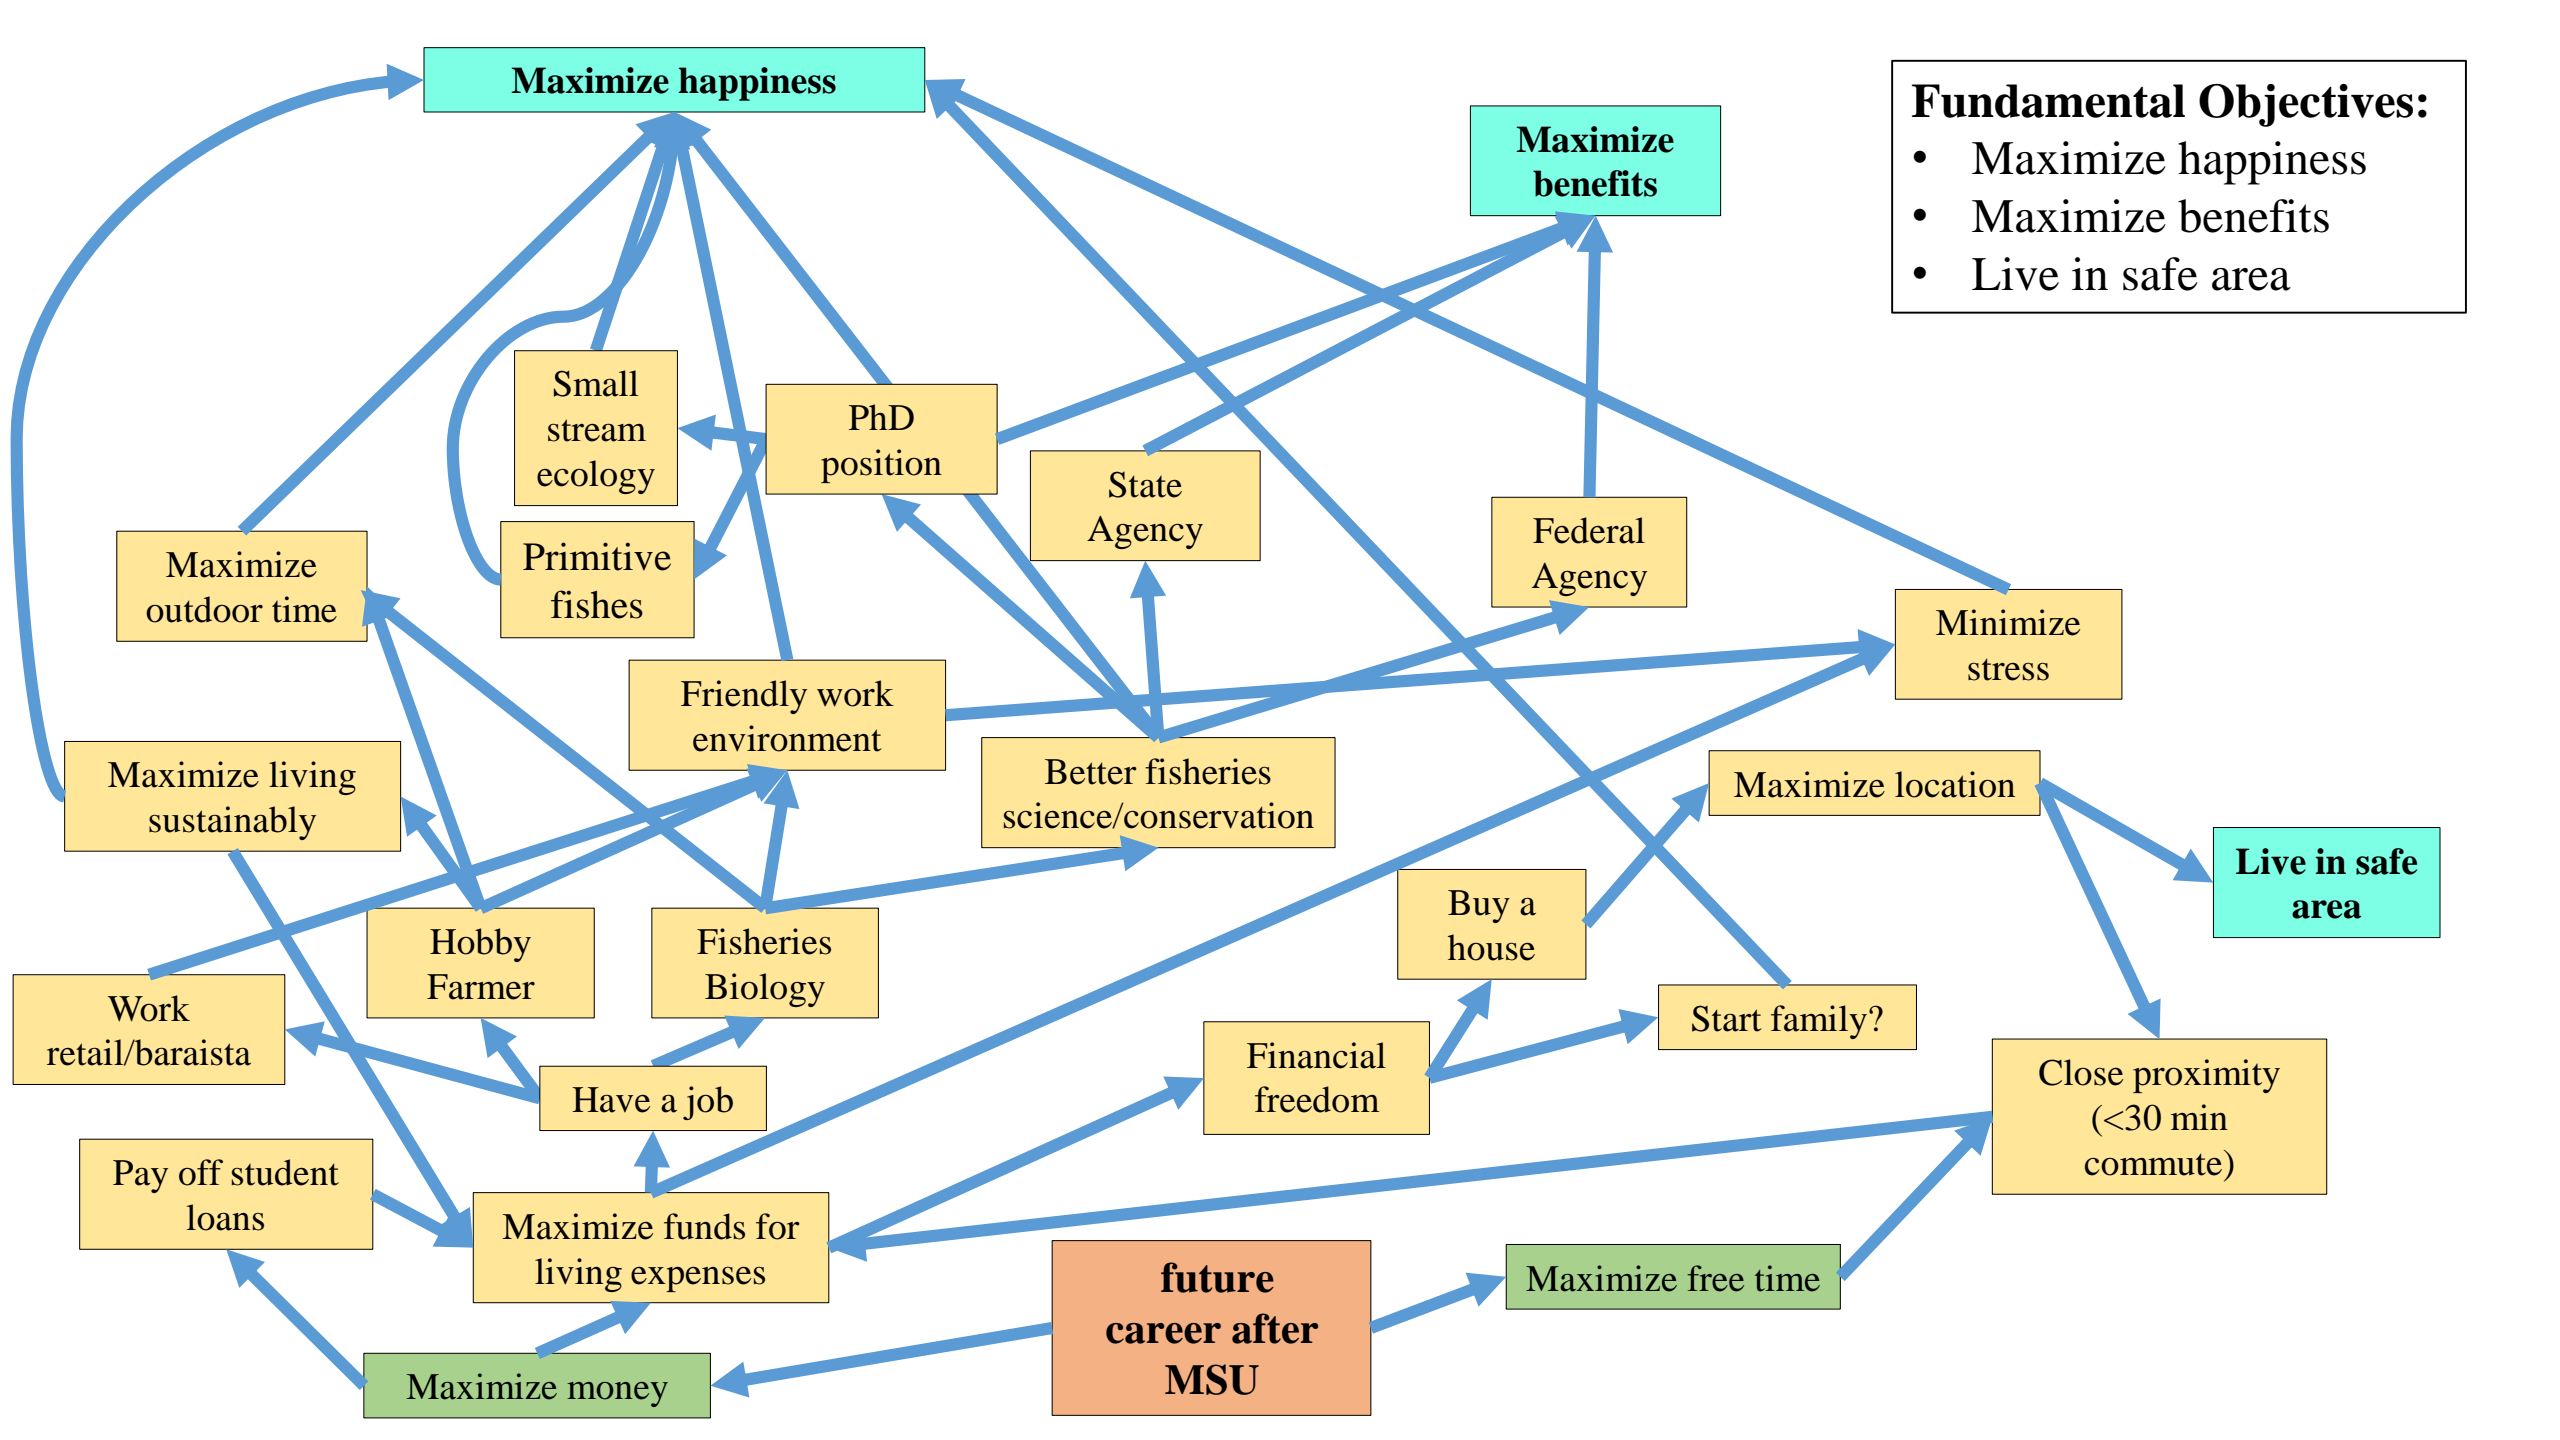 Maximize happiness
Maximize
benefits
Fundamental Objectives:
• Maximize happiness
• Maximize benefits
• Live in safe area
Small
stream
ecology
PhD
position
State
Agency
Federal
Agency
Maximize
outdoor time
Primitive
fishes
Minimize
stress
Friendly work
environment
Maximize living
sustainably
Better fisheries
science/conservation
Maximize location
Live in safe
area
Buy a
house
Hobby
Farmer
Fisheries
Biology
Work
retail/baraista
Start family?
Financial
freedom
Have a job
Close proximity
(<30 min
commute)
Pay off student
loans
Maximize funds for
living expenses
future
career after
MSU
Maximize free time
Maximize money